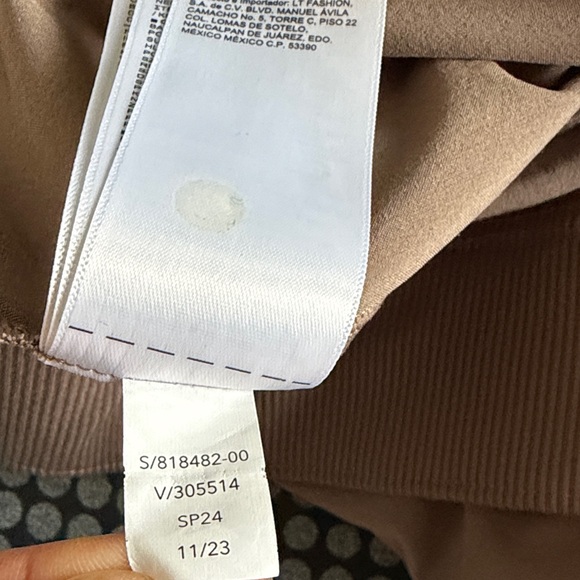 importador: LT FASHION,
S.A. de C.V. BLVD. MANUEL ÁVILA
CAMACHO No. 5, TORRE C, PISO 22
COL. LOMAS DE SOTELO,
NAUCALPAN DE JUÁREZ, EDO.
MÉXICO MÉXICO C.P. 53390
S/818482-00
V/305514
SP24
11/23